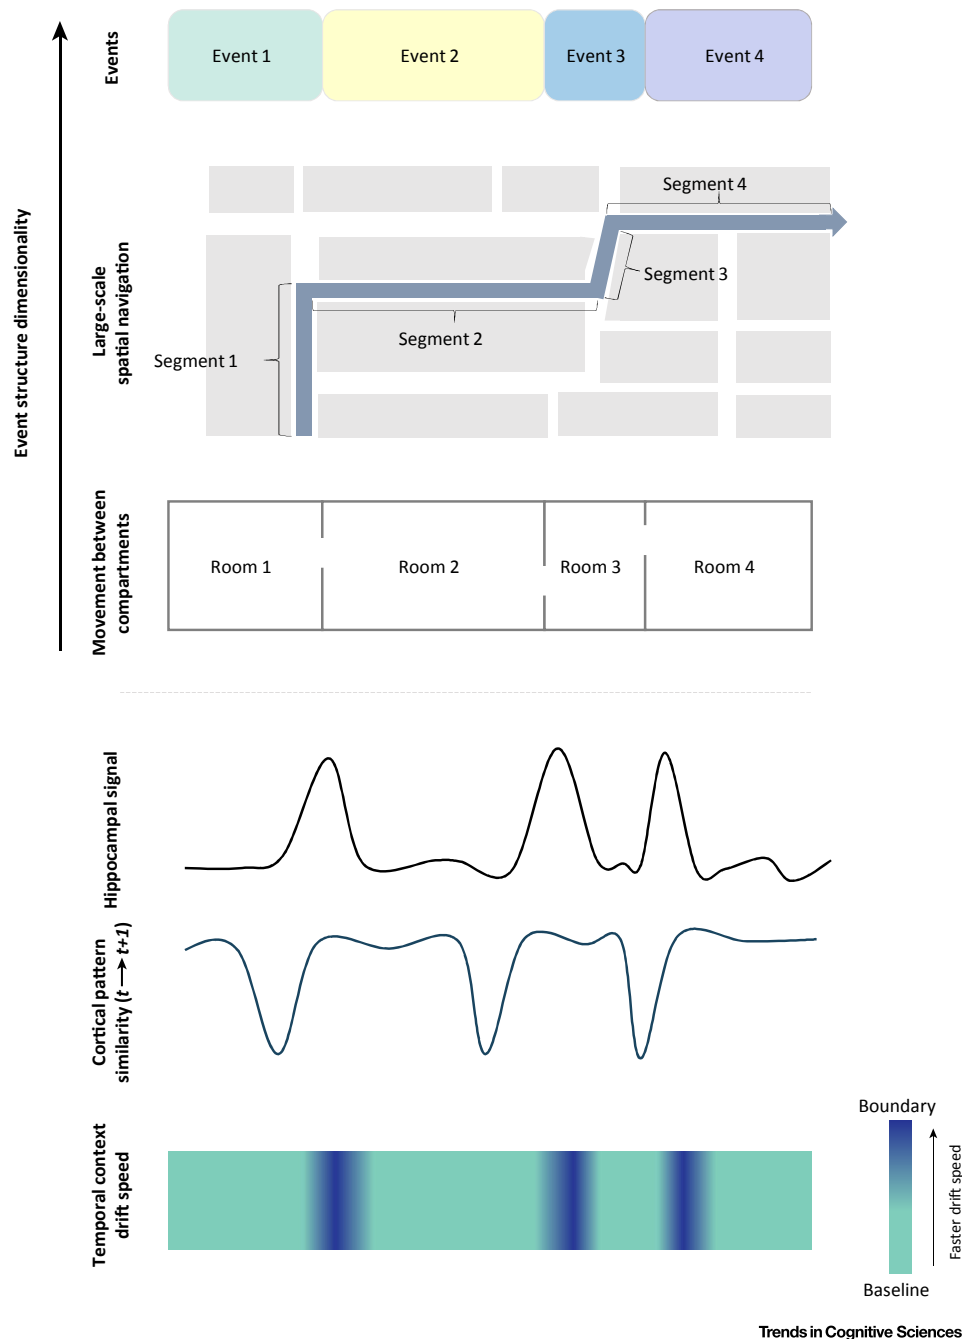 Events
Event 1
Event 2
Event 3
Event 4
Event structure dimensionality
Large-scale
spatial navigation
Segment 4
Segment 3
Segment 2
Segment 1
Movement between
compartments
Room 1
Room 2
Room 3
Room 4
Hippocampal signal
Cortical pattern
similarity (t → t+1)
Temporal context
drift speed
Boundary
Faster drift speed
Baseline
Trends in Cognitive Sciences